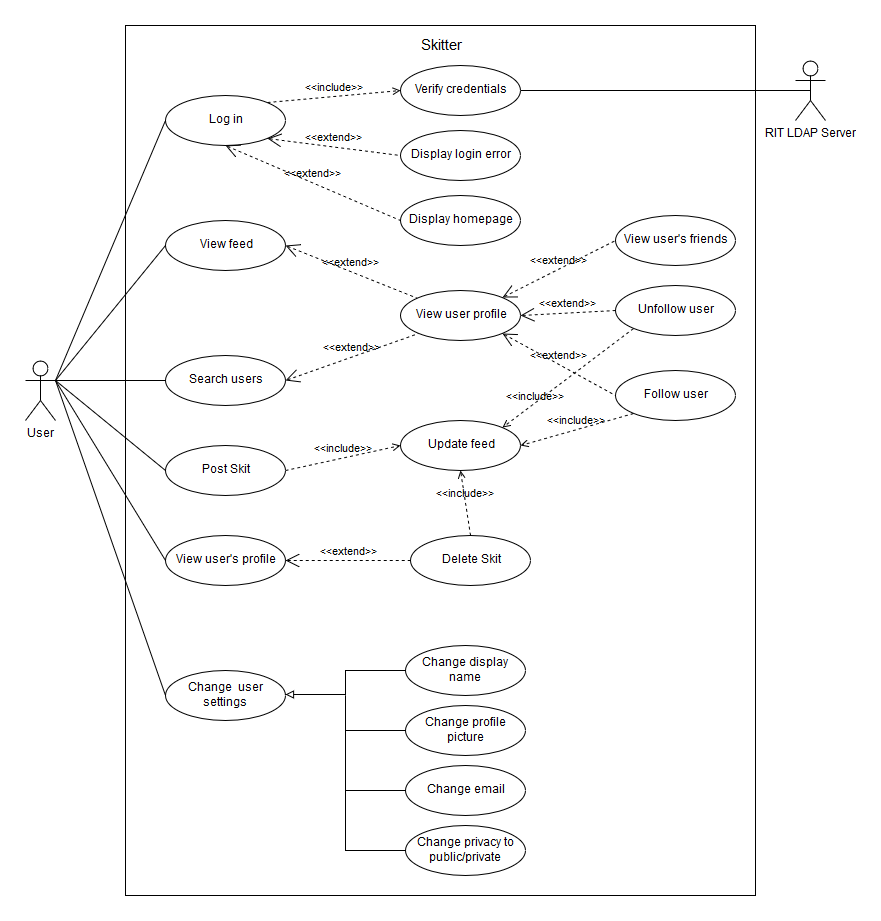 Skitter
<<include>>
Verify credentials
Log in
RIT LDAP Server
<<extend>>
Display login error
<<extend>>
Display homepage
View feed
<<extend>>
<<extend>>
View user's friends
View user profile
<<extend>>
Unfollow user
<<extend>>
<<extend>>
Search users
User
<<include>>
Follow user
<<include>>
Update feed
Post Skit
<<include>>
<<include>>
View user's profile
<<extend>>
Delete Skit
Change user
settings
Change display
name
Change profile
picture
Change email
Change privacy to
public/private